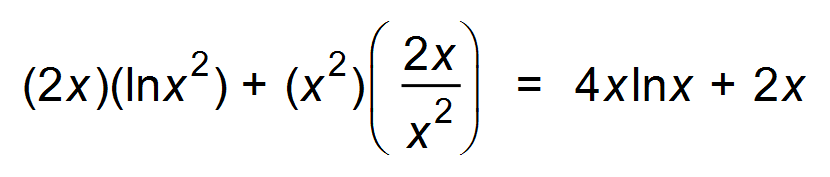 (2x)(lnx²) + (x²)(2x/x²) = 4xlnx + 2x